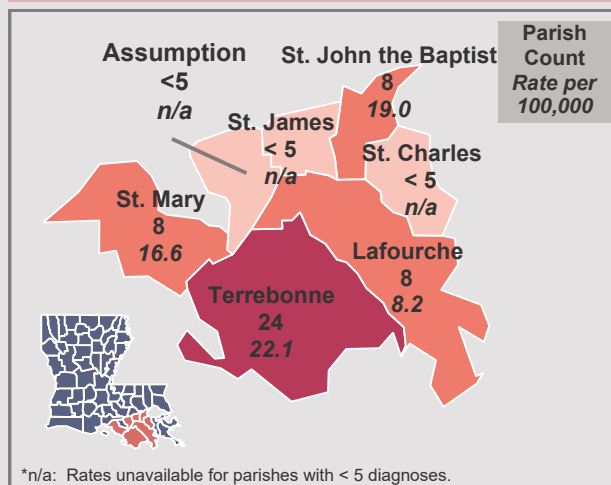 Parish
Count
Rate per
100,000
Assumption
<5
n/a
St. John the Baptist
8
19.0
St. James
< 5
n/a
St. Charles
< 5
n/a
St. Mary
8
16.6
Lafourche
8
8.2
Terrebonne
24
22.1
*n/a: Rates unavailable for parishes with < 5 diagnoses.